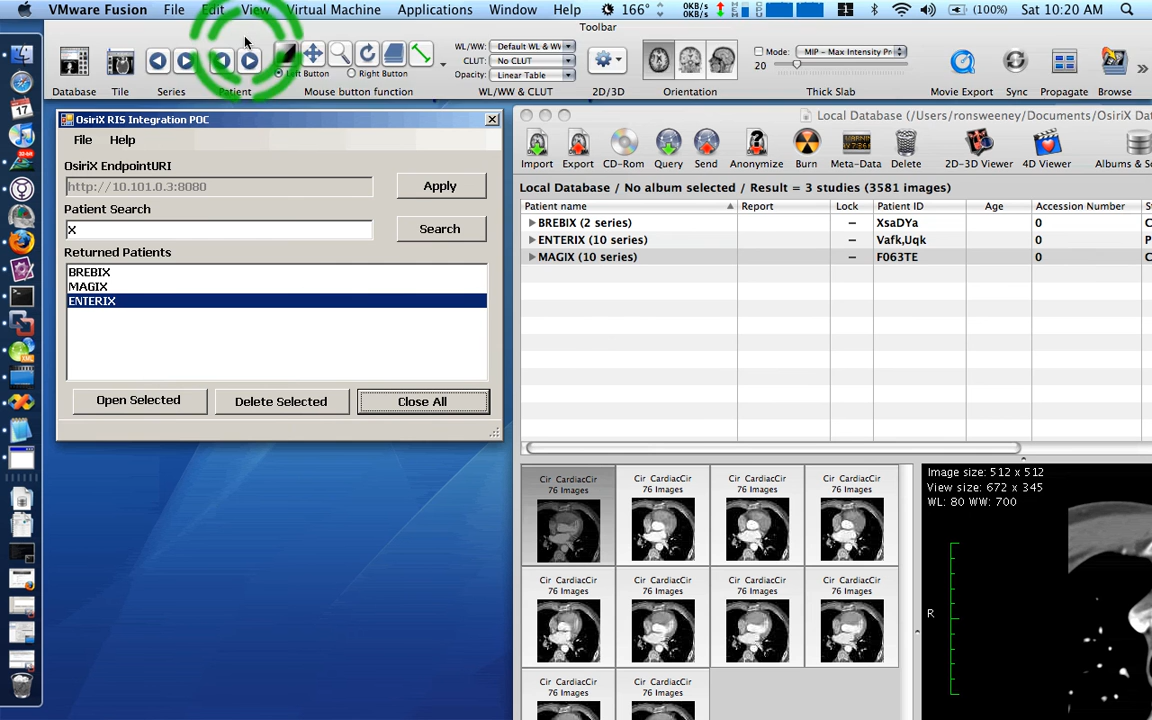 VMware Fusion File Edit View Virtual Machine Applications Window Help 166° 0KB/s 0KB/s (100%) Sat 10:20 AM
Toolbar
WL/WW: Default WL & W
CLUT: No CLUT
Opacity: Linear Table
Left Button Right Button
Mode: MIP - Max Intensity Pr
20
Database Tile Series Patient Mouse button function WL/WW & CLUT 2D/3D Orientation Thick Slab Movie Export Sync Propagate Browse
17
OsiriX RIS Integration POC
File Help
OsiriX EndpointURI
http://10.101.0.3:8080
Apply
Patient Search
X
Search
Returned Patients
BREBIX
MAGIX
ENTERIX
Open Selected Delete Selected Close All
Local Database (/Users/ronsweeney/Documents/OsiriX Dat
Import Export CD-Rom Query Send Anonymize Burn Meta-Data Delete 2D-3D Viewer 4D Viewer Albums & S
Local Database / No album selected / Result = 3 studies (3581 images)
Patient name Report Lock Patient ID Age Accession Number St
BREBIX (2 series) – XsaDYa 0 C
ENTERIX (10 series) – Vafk,Uqk 0 P
MAGIX (10 series) – F063TE 0 C
Cir CardiacCir Cir CardiacCir Cir CardiacCir Cir CardiacCir
76 Images 76 Images 76 Images 76 Images
Cir CardiacCir Cir CardiacCir Cir CardiacCir Cir CardiacCir
76 Images 76 Images 76 Images 76 Images
Cir CardiacCir Cir CardiacCir
76 Images 76 Images
Image size: 512 x 512
View size: 672 x 345
WL: 80 WW: 700
R